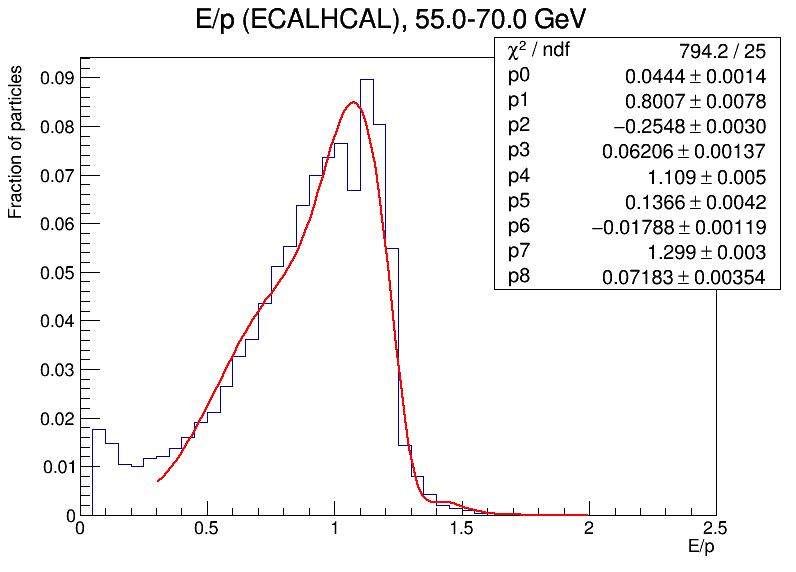 E/p (ECALHCAL), 55.0-70.0 GeV
χ² / ndf 794.2 / 25
p0 0.0444 ± 0.0014
p1 0.8007 ± 0.0078
p2 −0.2548 ± 0.0030
p3 0.06206 ± 0.00137
p4 1.109 ± 0.005
p5 0.1366 ± 0.0042
p6 −0.01788 ± 0.00119
p7 1.299 ± 0.003
p8 0.07183 ± 0.00354
Fraction of particles
0.09
0.08
0.07
0.06
0.05
0.04
0.03
0.02
0.01
0
0 0.5 1 1.5 2 2.5
E/p